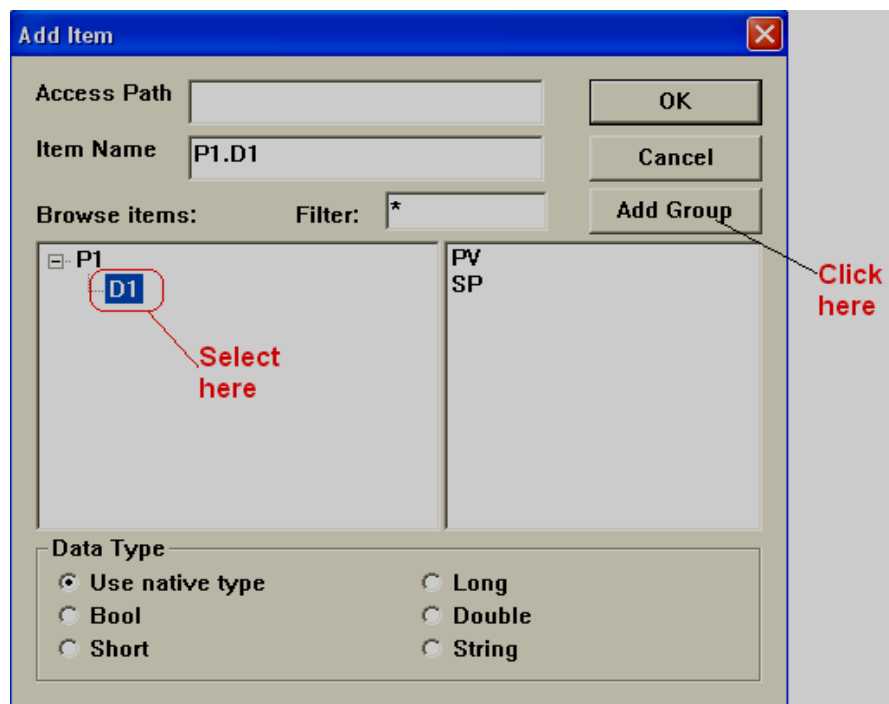 Add Item
Access Path
OK
Item Name P1.D1
Cancel
Browse items: Filter: *
Add Group
P1
D1
PV
SP
Click
here
Select
here
Data Type
Use native type
Long
Bool
Double
Short
String